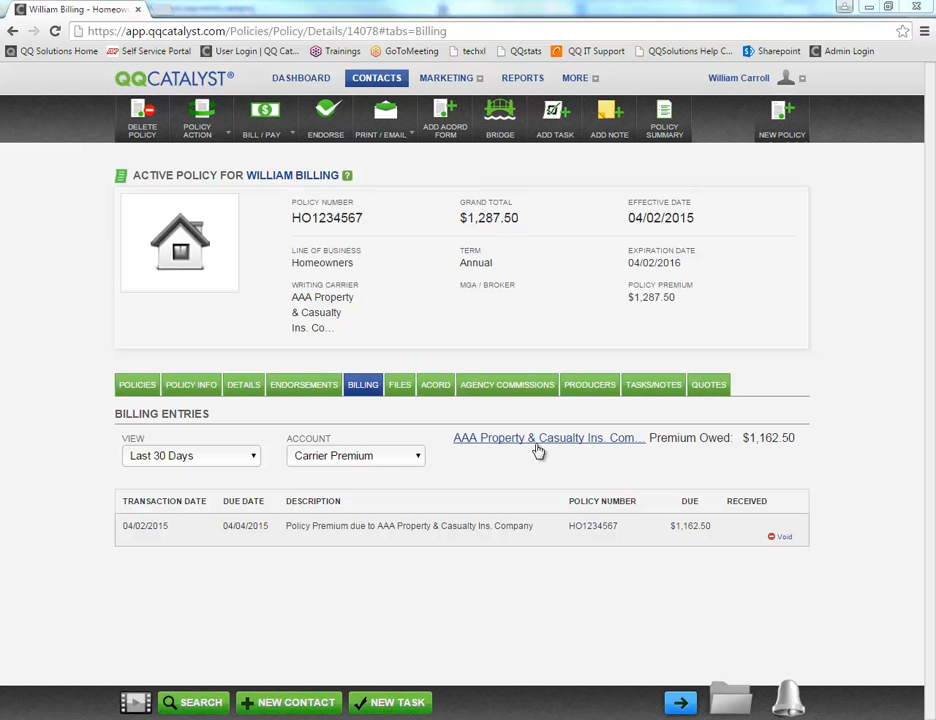 William Billing - Homeown
https://app.qqcatalyst.com/Policies/Policy/Details/14078#tabs=Billing
QQ Solutions Home Self Service Portal User Login | QQ Cat... Trainings GoToMeeting techxl QQstats QQ IT Support QQSolutions Help C... Sharepoint Admin Login
QQCATALYST® DASHBOARD CONTACTS MARKETING REPORTS MORE William Carroll
DELETE POLICY
POLICY ACTION
BILL / PAY
ENDORSE
PRINT / EMAIL
ADD ACORD FORM
BRIDGE
ADD TASK
ADD NOTE
POLICY SUMMARY
NEW POLICY
ACTIVE POLICY FOR WILLIAM BILLING ?
POLICY NUMBER GRAND TOTAL EFFECTIVE DATE
HO1234567 $1,287.50 04/02/2015
LINE OF BUSINESS TERM EXPIRATION DATE
Homeowners Annual 04/02/2016
WRITING CARRIER MGA / BROKER POLICY PREMIUM
AAA Property $1,287.50
& Casualty
Ins. Co...
POLICIES POLICY INFO DETAILS ENDORSEMENTS BILLING FILES ACORD AGENCY COMMISSIONS PRODUCERS TASKS/NOTES QUOTES
BILLING ENTRIES
VIEW ACCOUNT AAA Property & Casualty Ins. Com... Premium Owed: $1,162.50
Last 30 Days Carrier Premium
TRANSACTION DATE DUE DATE DESCRIPTION POLICY NUMBER DUE RECEIVED
04/02/2015 04/04/2015 Policy Premium due to AAA Property & Casualty Ins. Company HO1234567 $1,162.50
Void
SEARCH NEW CONTACT NEW TASK